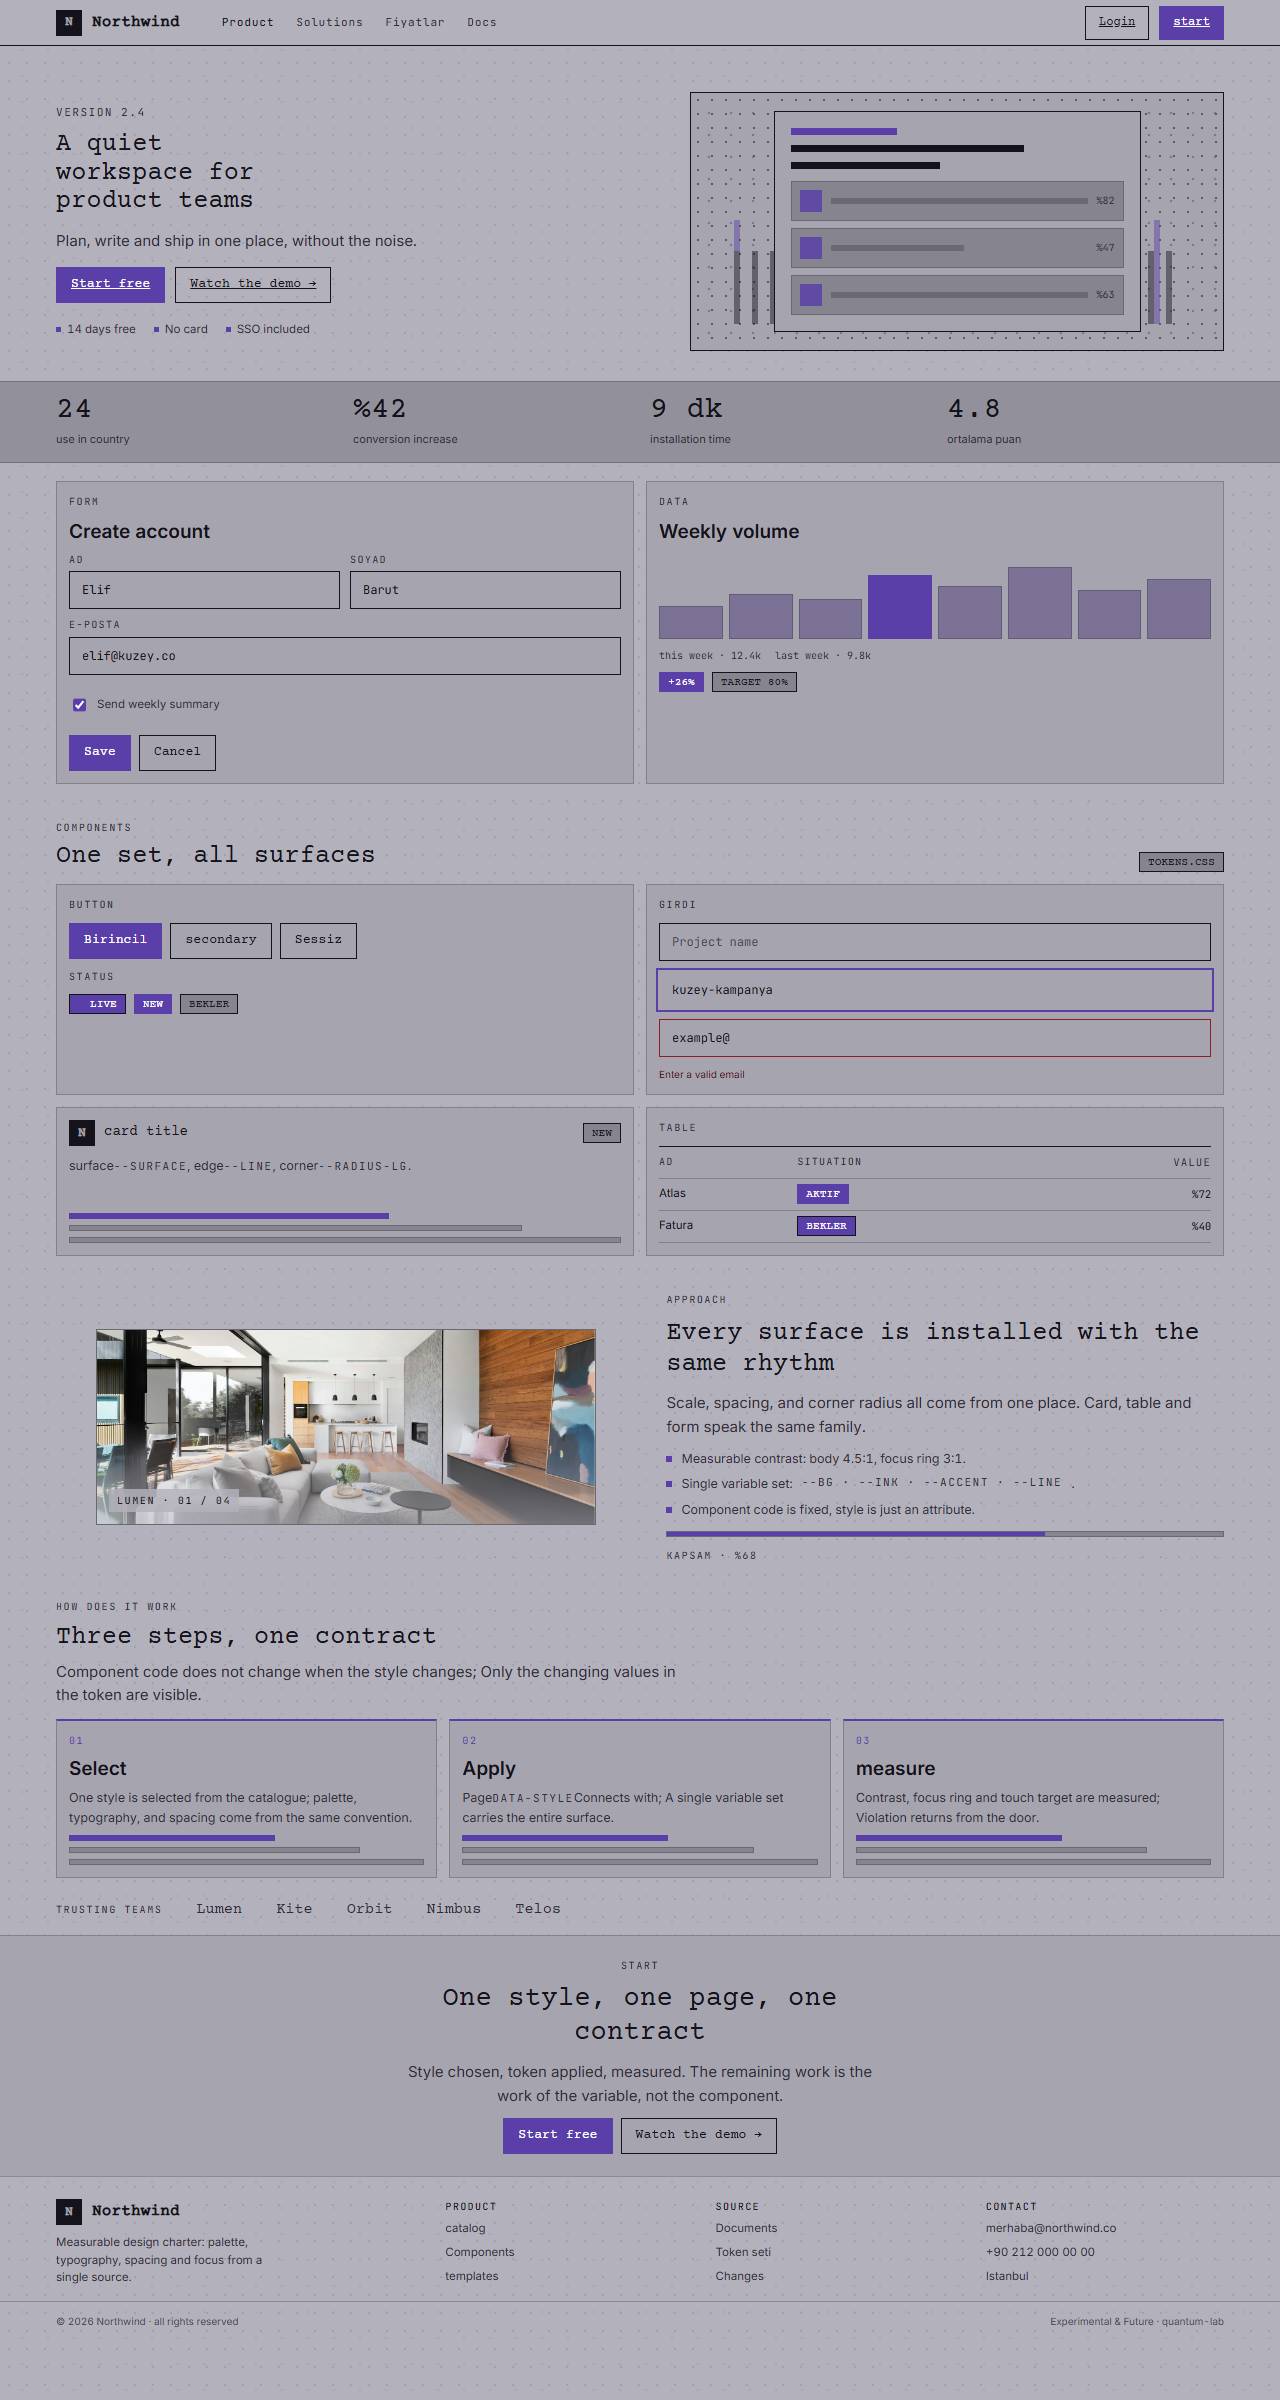 N Northwind Product Solutions Fiyatlar Docs Login start
VERSION 2.4
A quiet
workspace for
product teams
Plan, write and ship in one place, without the noise.
Start free Watch the demo →
14 days free No card SSO included
%82
%47
%63
24 %42 9 dk 4.8
use in country conversion increase installation time ortalama puan
FORM
Create account
AD SOYAD
Elif Barut
E-POSTA
elif@kuzey.co
Send weekly summary
Save Cancel
DATA
Weekly volume
this week · 12.4k last week · 9.8k
+26% TARGET 80%
COMPONENTS
One set, all surfaces
TOKENS.CSS
BUTTON
Birincil secondary Sessiz
STATUS
LIVE NEW BEKLER
GIRDI
Project name
kuzey-kampanya
example@
Enter a valid email
N card title NEW
surface--SURFACE, edge--LINE, corner--RADIUS-LG.
TABLE
AD SITUATION VALUE
Atlas AKTIF %72
Fatura BEKLER %40
LUMEN · 01 / 04
APPROACH
Every surface is installed with the
same rhythm
Scale, spacing, and corner radius all come from one place. Card, table and
form speak the same family.
Measurable contrast: body 4.5:1, focus ring 3:1.
Single variable set: --BG · --INK · --ACCENT · --LINE .
Component code is fixed, style is just an attribute.
KAPSAM · %68
HOW DOES IT WORK
Three steps, one contract
Component code does not change when the style changes; Only the changing values in
the token are visible.
01
Select
One style is selected from the catalogue; palette,
typography, and spacing come from the same convention.
02
Apply
PageDATA-STYLEConnects with; A single variable set
carries the entire surface.
03
measure
Contrast, focus ring and touch target are measured;
Violation returns from the door.
TRUSTING TEAMS Lumen Kite Orbit Nimbus Telos
START
One style, one page, one
contract
Style chosen, token applied, measured. The remaining work is the
work of the variable, not the component.
Start free Watch the demo →
N Northwind
Measurable design charter: palette,
typography, spacing and focus from a
single source.
PRODUCT
catalog
Components
templates
SOURCE
Documents
Token seti
Changes
CONTACT
merhaba@northwind.co
+90 212 000 00 00
Istanbul
© 2026 Northwind · all rights reserved
Experimental & Future · quantum-lab